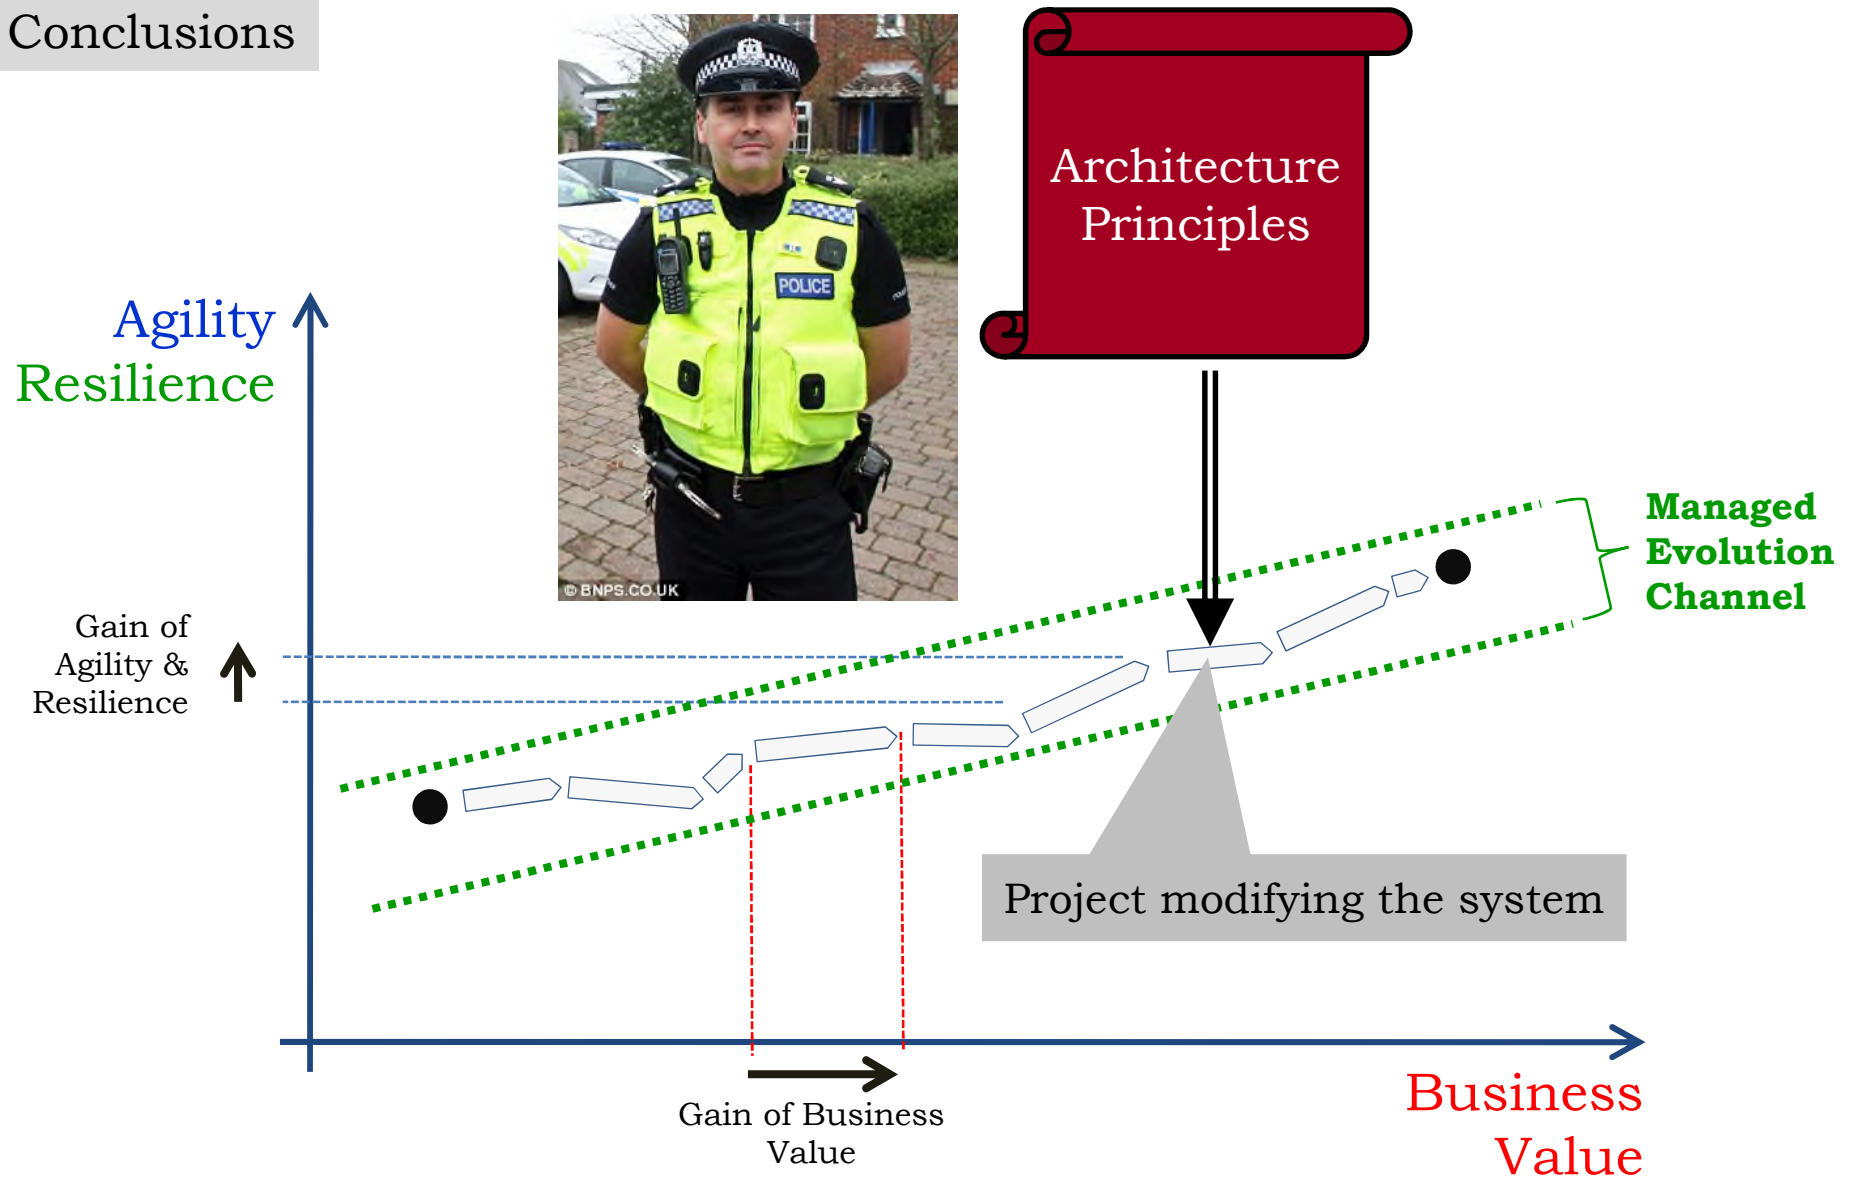 Conclusions
Architecture
Principles
POLICE
© BNPS.CO.UK
Agility
Resilience
Managed
Evolution
Channel
Gain of
Agility &
Resilience
Project modifying the system
Gain of Business
Value
Business
Value